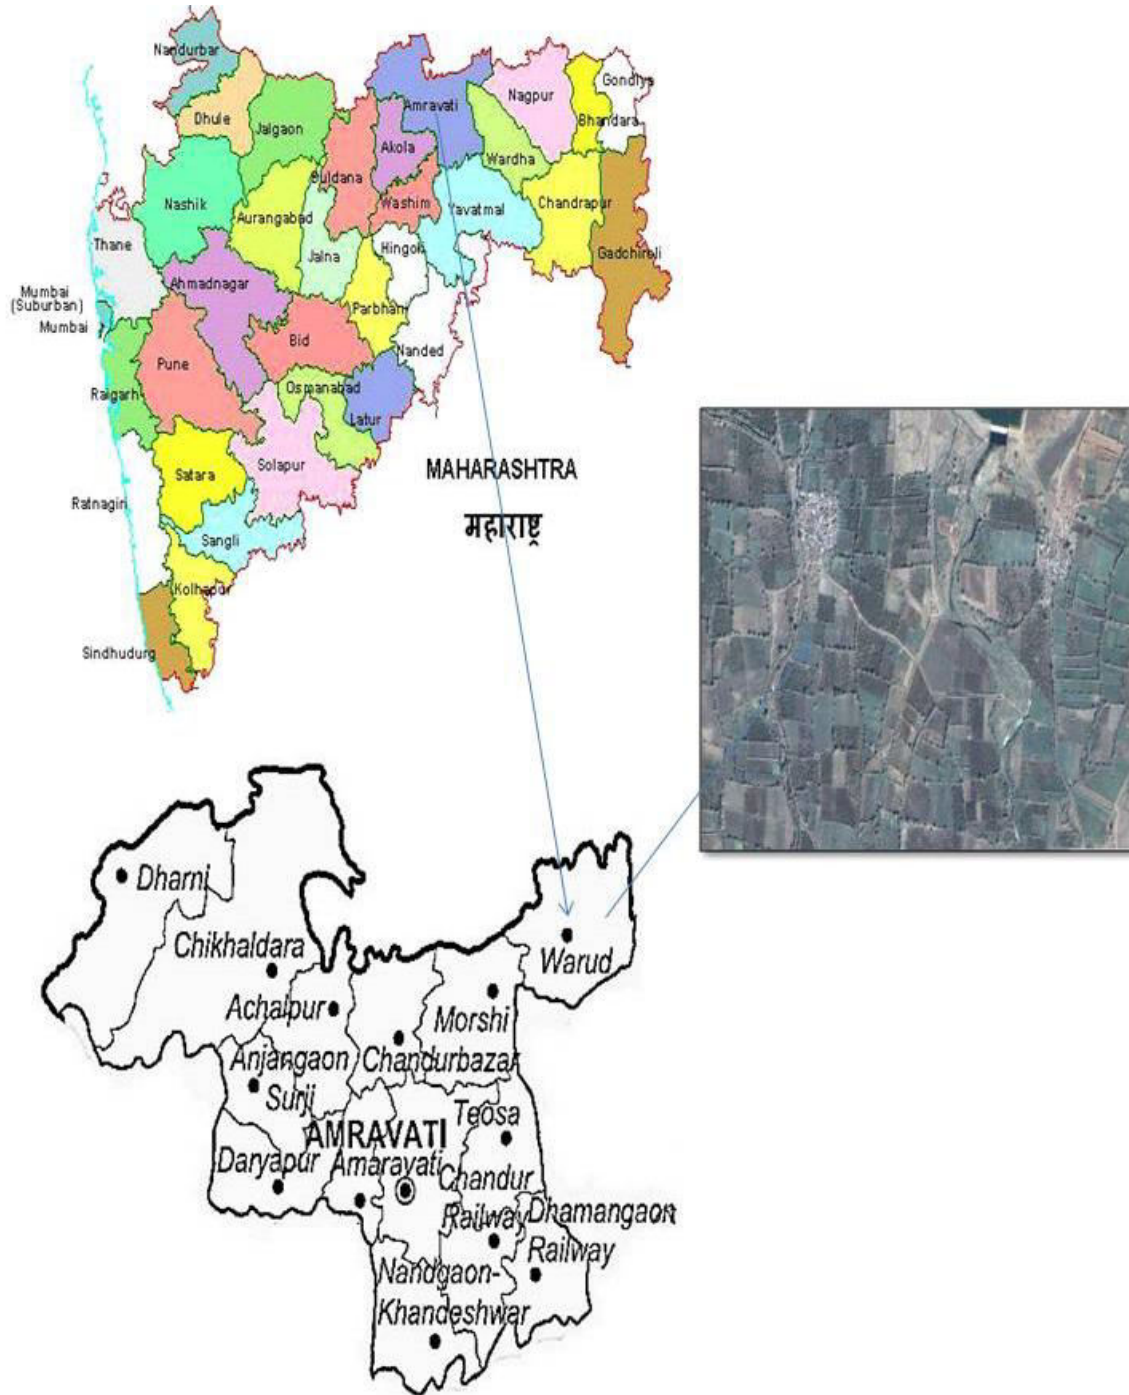 Nandurbar
Dhule
Jalgaon
Buldana
Akola
Amravati
Nagpur
Gondiya
Bhandara
Wardha
Nashik
Aurangabad
Jalna
Washim
Yavatmal
Chandrapur
Gadchiroli
Thane
Hingoli
Ahmadnagar
Parbhani
Mumbai
(Suburban)
Mumbai
Pune
Bid
Nanded
Raigarh
Osmanabad
Latur
Satara
Solapur
Ratnagiri
Sangli
Kolhapur
Sindhudurg
MAHARASHTRA
महाराष्ट्र
Dharni
Chikhaldara
Warud
Achalpur
Morshi
Anjangaon
Surji
Chandurbazar
Teosa
AMRAVATI
Daryapur
Amaravati
Chandur
Railway
Dhamangaon
Railway
Nandgaon-
Khandeshwar